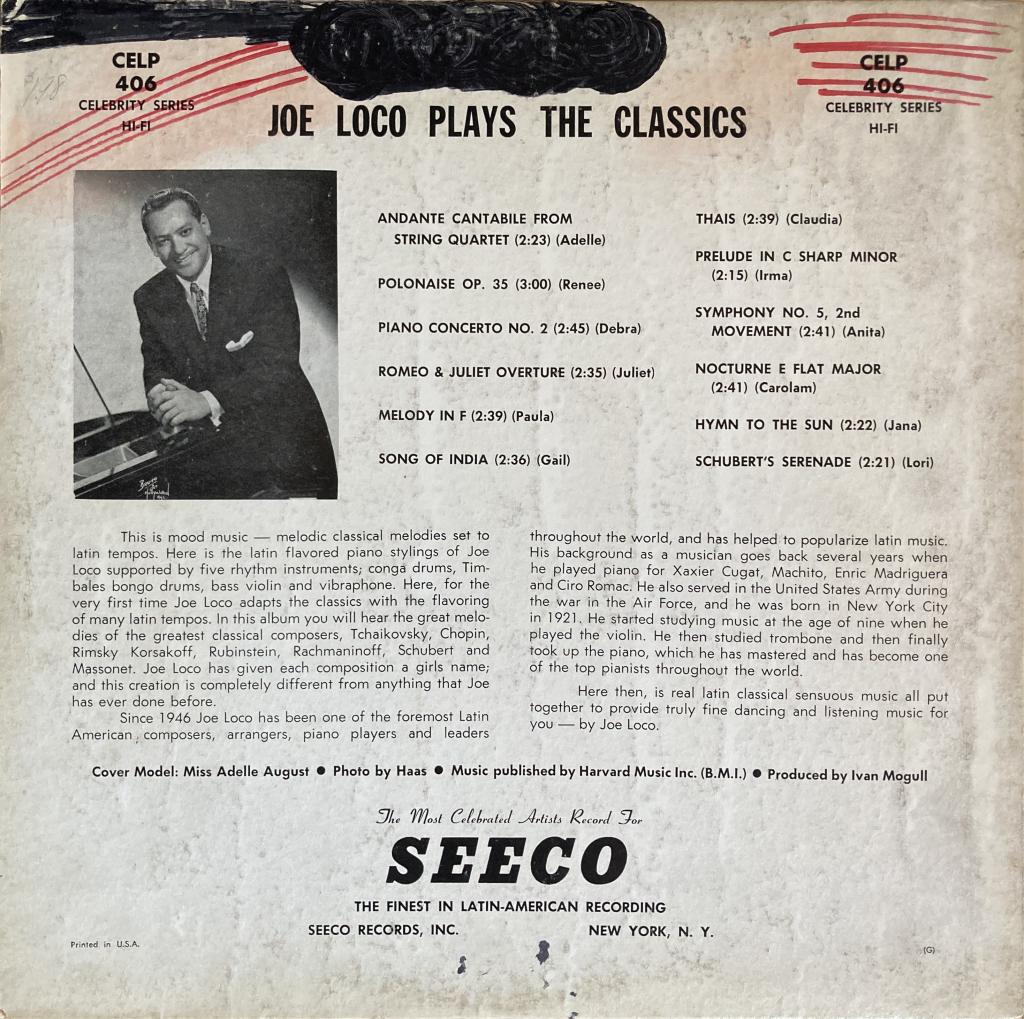 CELP
406
CELEBRITY SERIES
HI-FI
CELP
406
CELEBRITY SERIES
HI-FI
JOE LOCO PLAYS THE CLASSICS
ANDANTE CANTABILE FROM
STRING QUARTET (2:23) (Adelle)
POLONAISE OP. 35 (3:00) (Renee)
PIANO CONCERTO NO. 2 (2:45) (Debra)
ROMEO & JULIET OVERTURE (2:35) (Juliet)
MELODY IN F (2:39) (Paula)
SONG OF INDIA (2:36) (Gail)
THAIS (2:39) (Claudia)
PRELUDE IN C SHARP MINOR
(2:15) (Irma)
SYMPHONY NO. 5, 2nd
MOVEMENT (2:41) (Anita)
NOCTURNE E FLAT MAJOR
(2:41) (Carolam)
HYMN TO THE SUN (2:22) (Jana)
SCHUBERT'S SERENADE (2:21) (Lori)
This is mood music — melodic classical melodies set to
latin tempos. Here is the latin flavored piano stylings of Joe
Loco supported by five rhythm instruments; conga drums, Tim-
bales bongo drums, bass violin and vibraphone. Here, for the
very first time Joe Loco adapts the classics with the flavoring
of many latin tempos. In this album you will hear the great melo-
dies of the greatest classical composers, Tchaikovsky, Chopin,
Rimsky Korsakoff, Rubinstein, Rachmaninoff, Schubert and
Massonet. Joe Loco has given each composition a girls name;
and this creation is completely different from anything that Joe
has ever done before.
Since 1946 Joe Loco has been one of the foremost Latin
American composers, arrangers, piano players and leaders
throughout the world, and has helped to popularize latin music.
His background as a musician goes back several years when
he played piano for Xaxier Cugat, Machito, Enric Madriguera
and Ciro Romac. He also served in the United States Army during
the war in the Air Force, and he was born in New York City
in 1921. He started studying music at the age of nine when he
played the violin. He then studied trombone and then finally
took up the piano, which he has mastered and has become one
of the top pianists throughout the world.
Here then, is real latin classical sensuous music all put
together to provide truly fine dancing and listening music for
you — by Joe Loco.
Cover Model: Miss Adelle August ● Photo by Haas ● Music published by Harvard Music Inc. (B.M.I.) ● Produced by Ivan Mogull
The Most Celebrated Artists Record For
SEECO
THE FINEST IN LATIN-AMERICAN RECORDING
SEECO RECORDS, INC. NEW YORK, N. Y.
Printed in U.S.A.
(G)